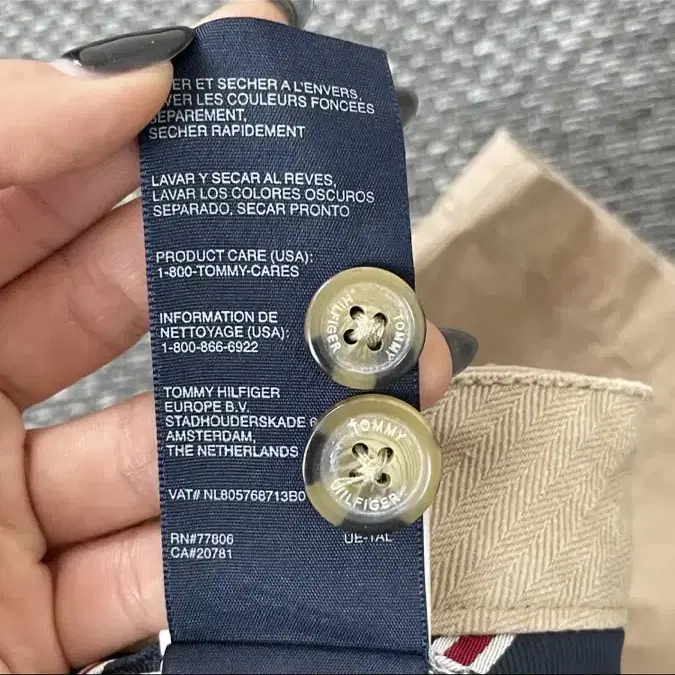 ET SECHER A L'ENVERS,
LES COULEURS FONCEES
SEPAREMENT,
SECHER RAPIDEMENT
LAVAR Y SECAR AL REVES,
LAVAR LOS COLORES OSCUROS
SEPARADO, SECAR PRONTO
PRODUCT CARE (USA):
1-800-TOMMY-CARES
INFORMATION DE
NETTOYAGE (USA):
1-800-866-6922
TOMMY HILFIGER
TOMMY HILFIGER
EUROPE B.V.
STADHOUDERSKADE
AMSTERDAM,
THE NETHERLANDS
TOMMY
HILFIGER
VAT# NL805768713B0
RN#77806
CA#20781